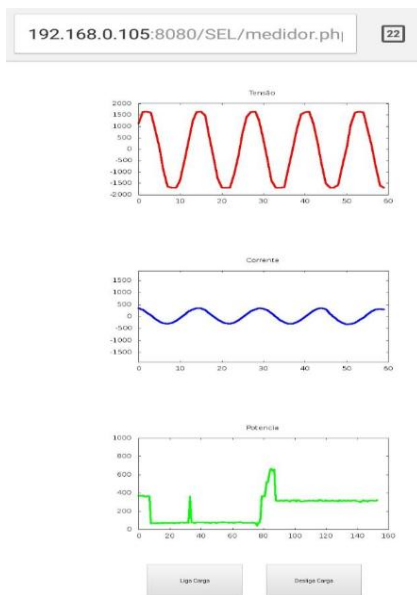 192.168.0.105:8080/SEL/medidor.ph
22
Tensão
2000
1500
1000
500
0
-500
-1000
-1500
-2000
0 10 20 30 40 50 60
Corrente
1500
1000
500
0
-500
-1000
-1500
0 10 20 30 40 50 60
Potencia
1000
800
600
400
200
0
0 20 40 60 80 100 120 140 160
Liga Carga Desliga Carga